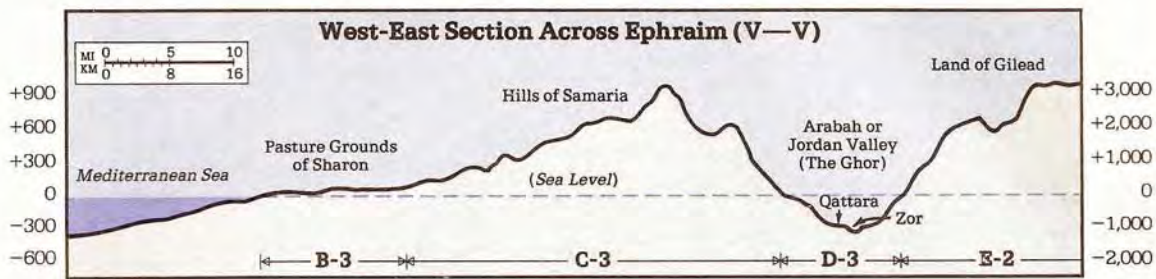 West-East Section Across Ephraim (V—V)
MI 0 5 10
KM 0 8 16
Land of Gilead
+900
+3,000
Hills of Samaria
+600
+2,000
Arabah or
Jordan Valley
(The Ghor)
Pasture Grounds
of Sharon
+300
+1,000
Mediterranean Sea
(Sea Level)
0
0
Qattara
Zor
−300
−1,000
−600
−2,000
B-3
C-3
D-3
E-2